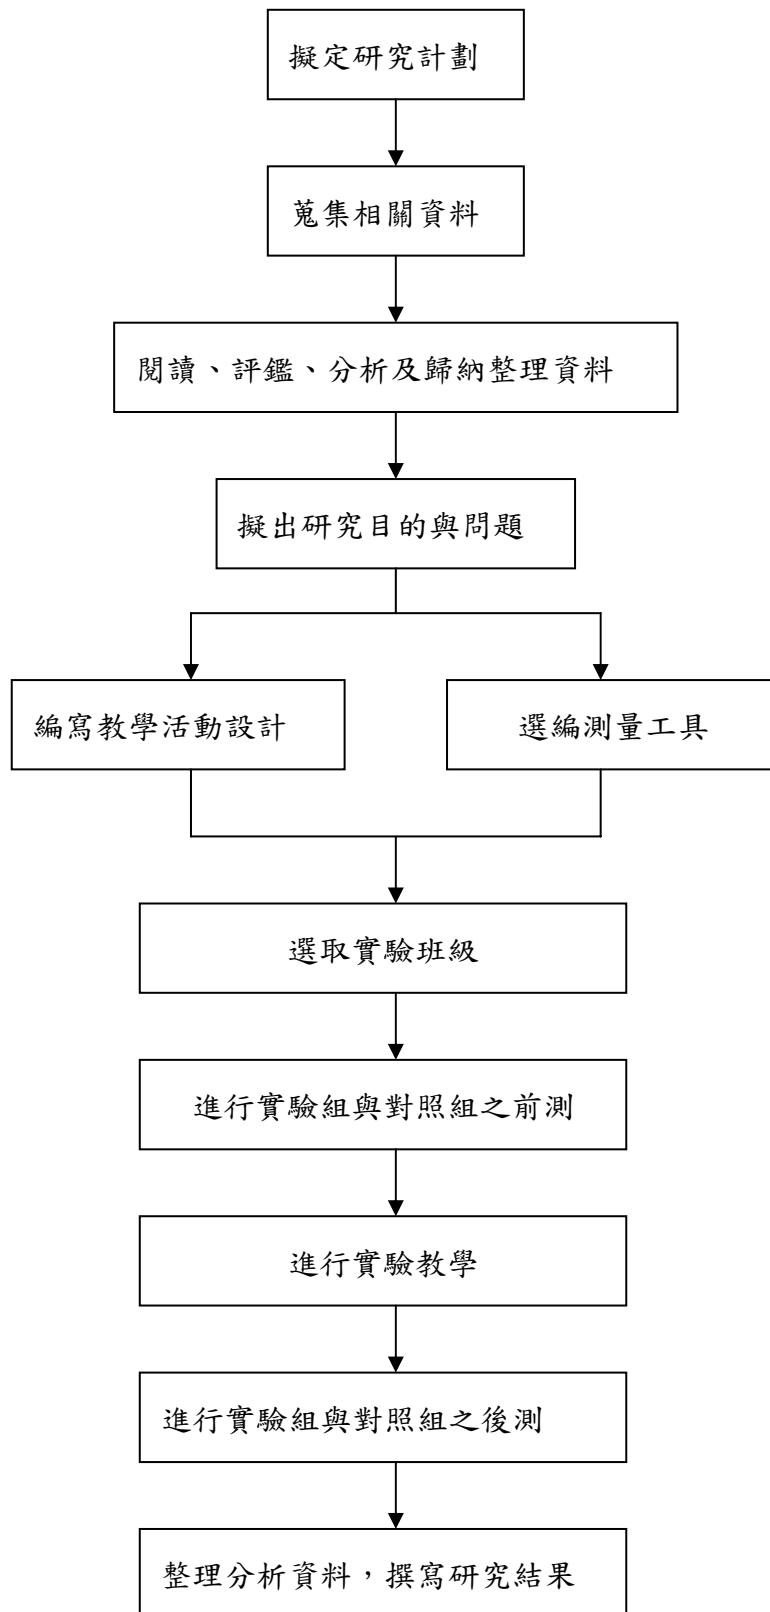 擬定研究計劃
蒐集相關資料
閱讀、評鑑、分析及歸納整理資料
擬出研究目的與問題
編寫教學活動設計
選編測量工具
選取實驗班級
進行實驗組與對照組之前測
進行實驗教學
進行實驗組與對照組之後測
整理分析資料，撰寫研究結果